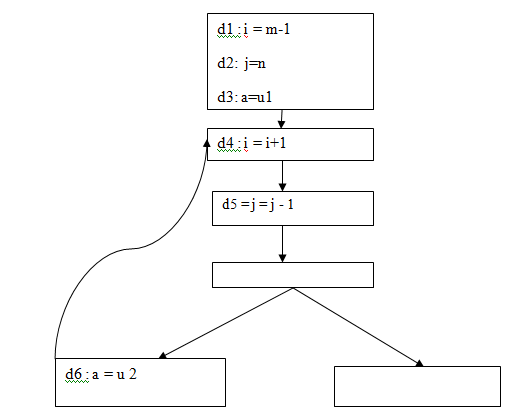 d1 : i = m-1
d2: j=n
d3: a=u1
d4 : i = i+1
d5 =j =j - 1
d6 : a = u 2